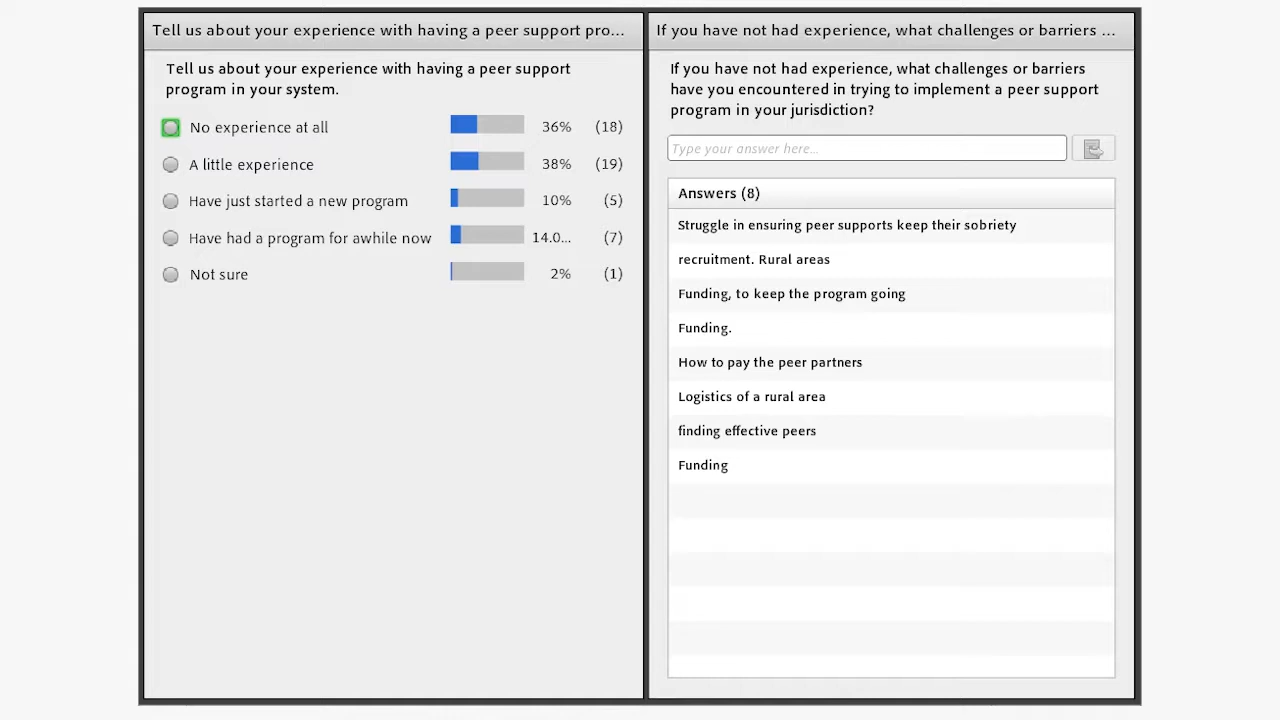 Tell us about your experience with having a peer support pro...
Tell us about your experience with having a peer support
program in your system.
No experience at all 36% (18)
A little experience 38% (19)
Have just started a new program 10% (5)
Have had a program for awhile now 14.0... (7)
Not sure 2% (1)
If you have not had experience, what challenges or barriers ...
If you have not had experience, what challenges or barriers
have you encountered in trying to implement a peer support
program in your jurisdiction?
Type your answer here...
Answers (8)
Struggle in ensuring peer supports keep their sobriety
recruitment. Rural areas
Funding, to keep the program going
Funding.
How to pay the peer partners
Logistics of a rural area
finding effective peers
Funding